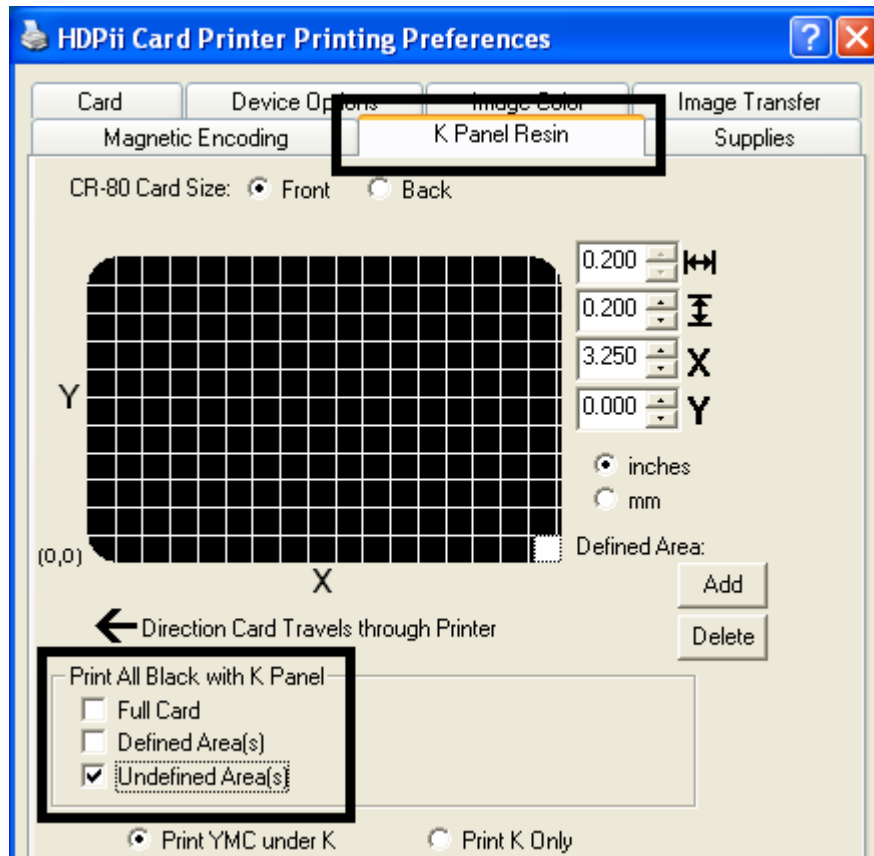 HDPii Card Printer Printing Preferences
Card Device Options Image Color Image Transfer
Magnetic Encoding K Panel Resin Supplies
CR-80 Card Size: Front Back
0.200
0.200
3.250 X
0.000 Y
Y
inches
mm
(0,0)
X
Defined Area:
Add
Direction Card Travels through Printer
Delete
Print All Black with K Panel
Full Card
Defined Area(s)
Undefined Area(s)
Print YMC under K Print K Only